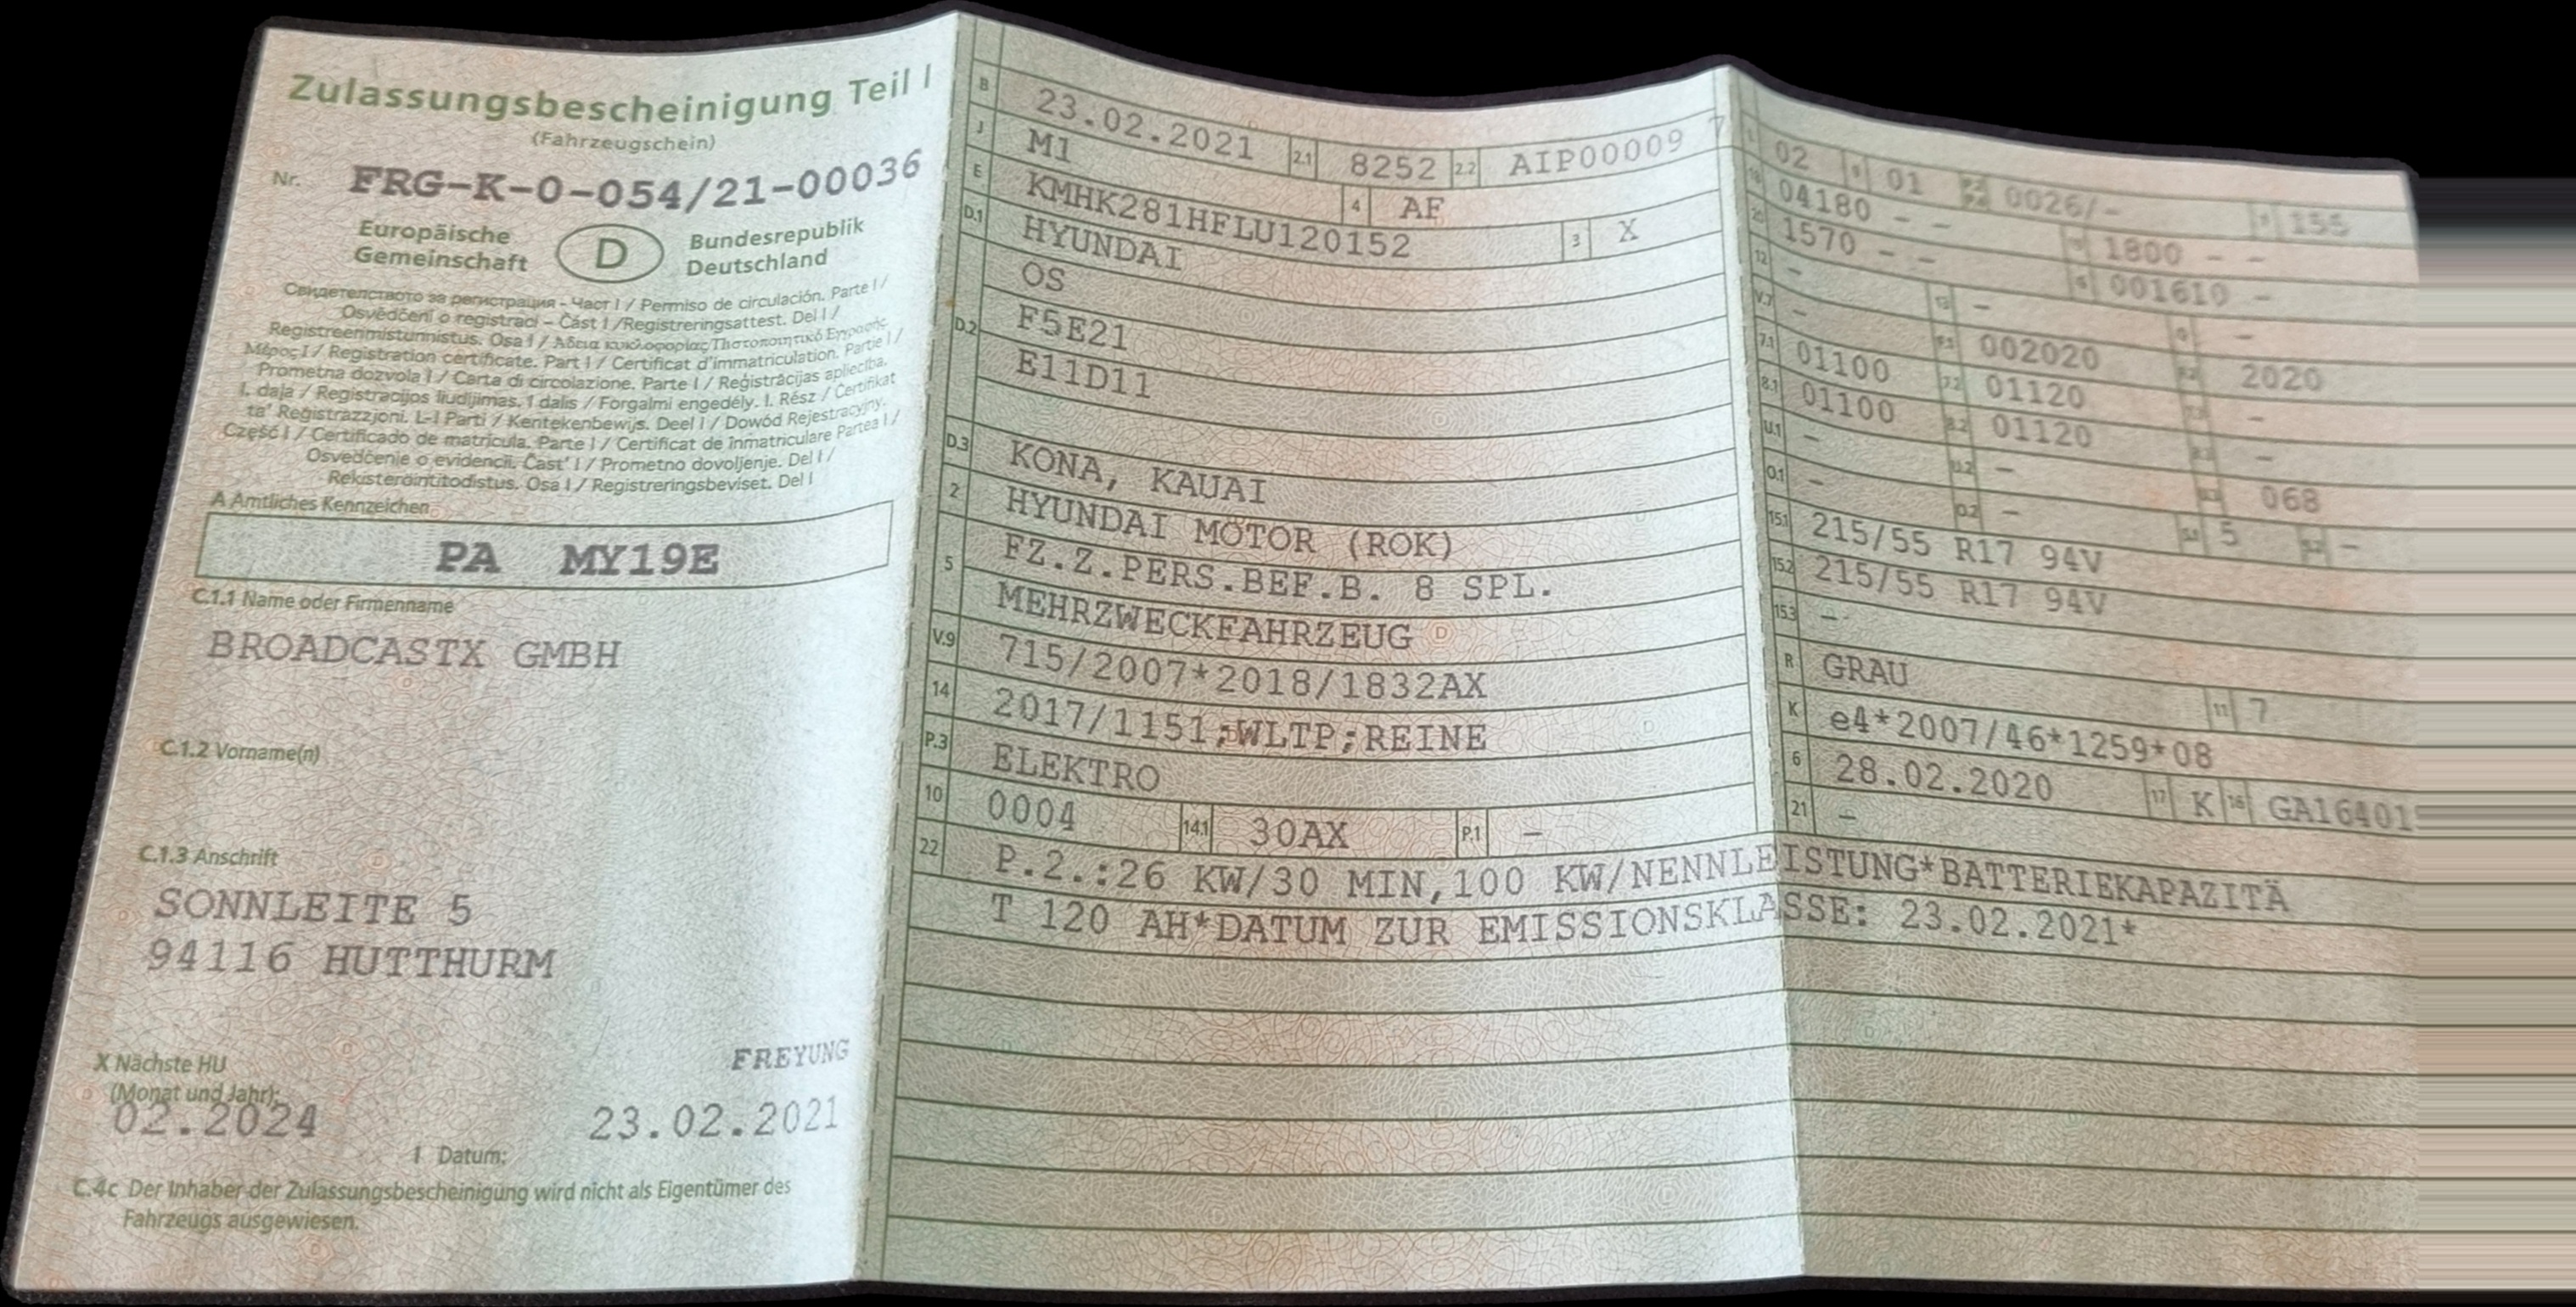 Zulassungsbescheinigung Teil I
(Fahrzeugschein)
Nr. FRG-K-0-054/21-00036
Europäische Gemeinschaft
D
Bundesrepublik Deutschland
Свидетелството за регистрация - Част I / Permiso de circulación. Parte I /
Osvědčení o registraci – Část I /Registreringsattest. Del I /
Registreerimistunnistus. Osa I / Άδεια κυκλοφορίας/Πιστοποιητικό Εγγραφής
Μέρος I / Registration certificate. Part I / Certificat d'immatriculation. Partie I /
Prometna dozvola I / Carta di circolazione. Parte I / Reģistrācijas apliecība.
I. daļa / Registracijos liudijimas. I dalis / Forgalmi engedély. I. Rész / Ċertifikat
ta' Reġistrazzjoni. L-I Parti / Kentekenbewijs. Deel I / Dowód Rejestracyjny.
Część I / Certificado de matrícula. Parte I / Certificat de înmatriculare Partea I /
Osvedčenie o evidencii. Časť I / Prometno dovoljenje. Del I /
Rekisteröintitodistus. Osa I / Registreringsbeviset. Del I
A Amtliches Kennzeichen
PA MY19E
C.1.1 Name oder Firmenname
BROADCASTX GMBH
C.1.2 Vorname(n)
C.1.3 Anschrift
SONNLEITE 5
94116 HUTTHURM
X Nächste HU
(Monat und Jahr):
02.2024
FREYUNG
23.02.2021
I Datum:
C.4c Der Inhaber der Zulassungsbescheinigung wird nicht als Eigentümer des
Fahrzeugs ausgewiesen.
B 23.02.2021 2.1 8252 2.2 AIP00009 7
J M1 4 AF
E KMHK281HFLU120152 3 X
D.1 HYUNDAI
OS
D.2 F5E21
E11D11
D.3 KONA, KAUAI
2 HYUNDAI MOTOR (ROK)
5 FZ.Z.PERS.BEF.B. 8 SPL.
MEHRZWECKFAHRZEUG
V.9 715/2007*2018/1832AX
14 2017/1151;WLTP;REINE
P.3 ELEKTRO
10 0004 14.1 30AX P.1 –
22 P.2.:26 KW/30 MIN,100 KW/NENNLEISTUNG*BATTERIEKAPAZITÄ
T 120 AH*DATUM ZUR EMISSIONSKLASSE: 23.02.2021*
02 9 01 0026/– 155
18 04180 – – 1800 – –
20 1570 – – 001610 –
12 – 13 – –
V.7 – F.1 002020 2020
7.1 01100 7.2 01120 –
8.1 01100 8.2 01120 –
U.1 – U.2 – 068
O.1 – O.2 – S.1 5 –
15.1 215/55 R17 94V
15.2 215/55 R17 94V
15.3 –
R GRAU 11 7
K e4*2007/46*1259*08
6 28.02.2020 17 K 16 GA16401
21 –